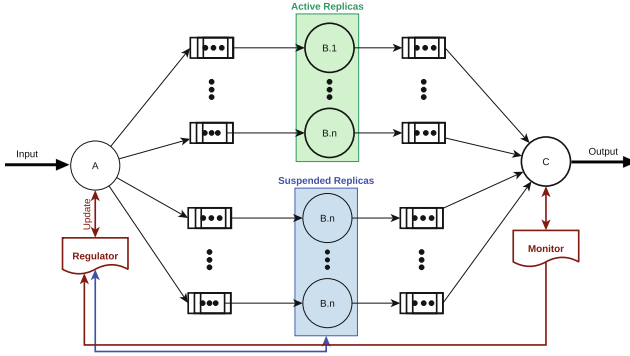 Active Replicas
B.1
Input
B.n
A
C
Output
Suspended Replicas
Update
B.n
Regulator
Monitor
B.n